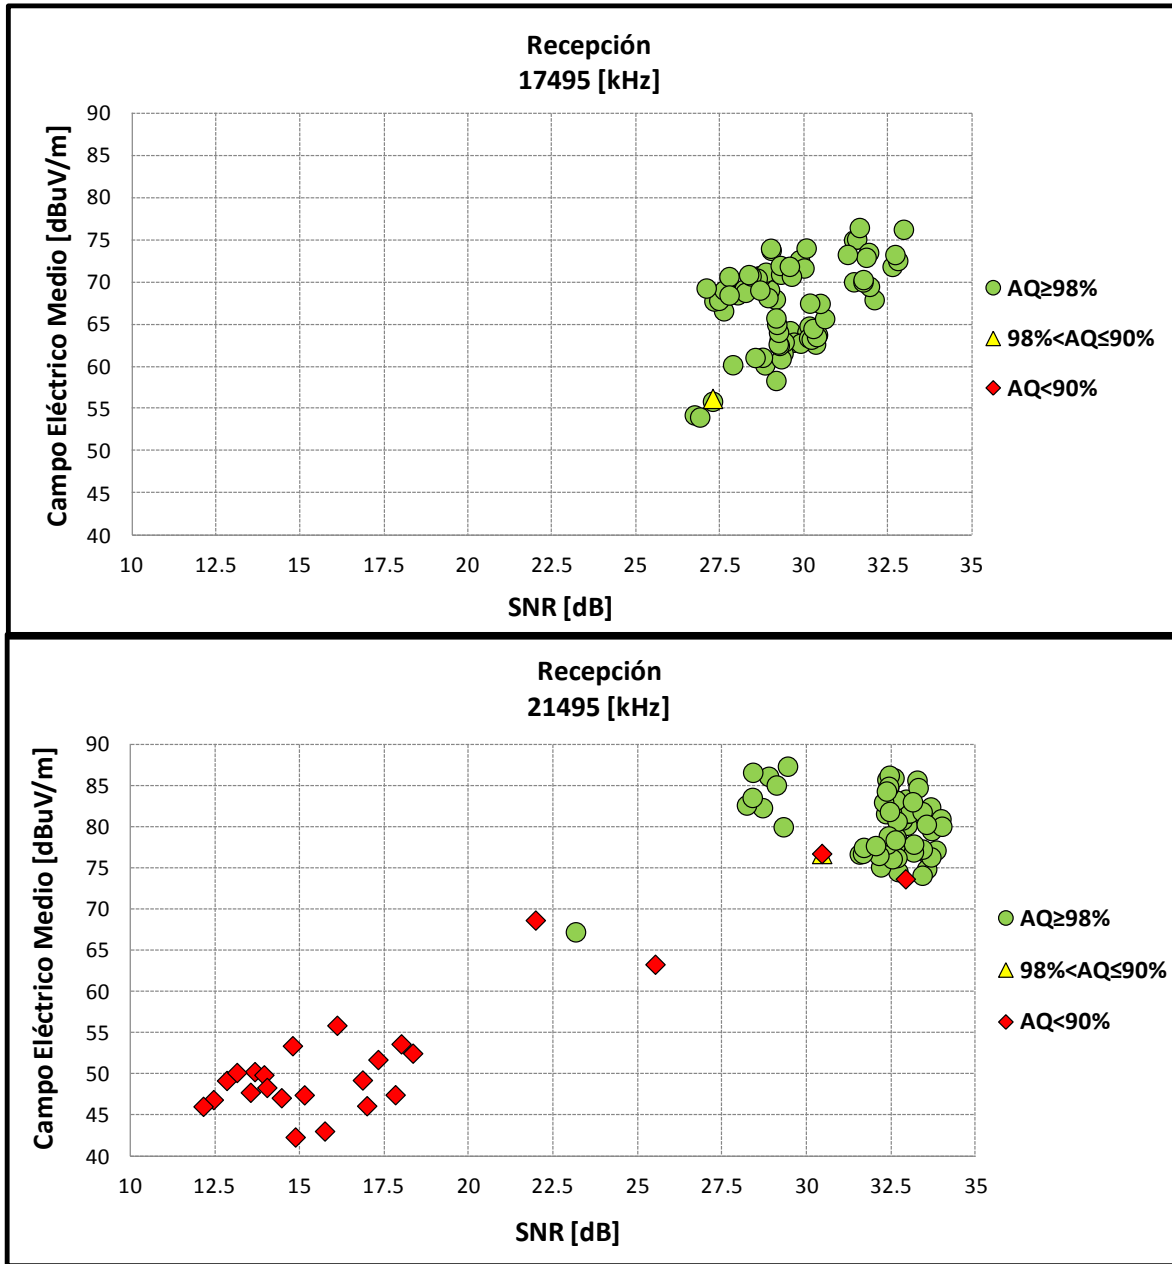 Recepción
17495 [kHz]
Campo Eléctrico Medio [dBuV/m]
90
85
80
75
70
65
60
55
50
45
40
10 12.5 15 17.5 20 22.5 25 27.5 30 32.5 35
SNR [dB]
AQ≥98%
98%<AQ≤90%
AQ<90%
Recepción
21495 [kHz]
Campo Eléctrico Medio [dBuV/m]
90
85
80
75
70
65
60
55
50
45
40
10 12.5 15 17.5 20 22.5 25 27.5 30 32.5 35
SNR [dB]
AQ≥98%
98%<AQ≤90%
AQ<90%